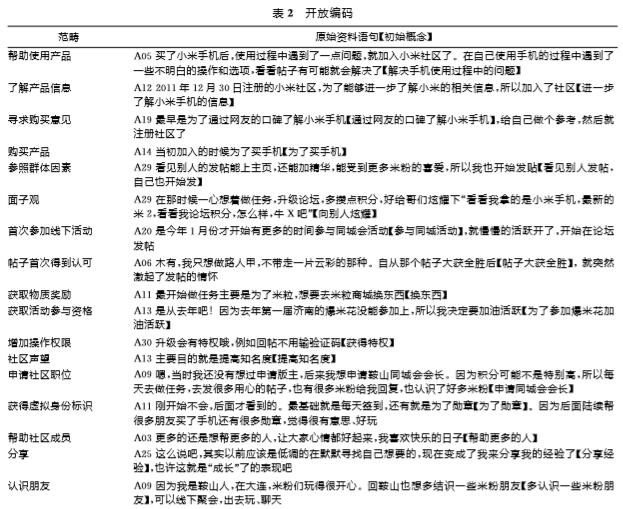 表 2 开放编码
范畴 原始资料语句【初始概念】
帮助使用产品 A05 买了小米手机后，使用过程中遇到了一点问题，就加入小米社区了。在自己使用手机的过程中遇到了
一些不明白的操作和选项，看看帖子有可能就会解决了【解决手机使用过程中的问题】
了解产品信息 A12 2011 年 12 月 30 日注册的小米社区，为了能够进一步了解小米的相关信息，所以加入了社区【进一步
了解小米手机的信息】
寻求购买意见 A19 最早是为了通过网友的口碑了解小米手机【通过网友的口碑了解小米手机】，给自己做个参考，然后就
注册社区了
购买产品 A14 当初加入的时候为了买手机【为了买手机】
参照群体因素 A29 看见别人的发帖能上主页，还能加精华，能受到更多米粉的喜爱，所以我也开始发贴【看见别人发帖，
自己也开始发】
面子观 A29 在那时候一心想着做任务，升级论坛，多攒点积分，好给哥们炫耀下“看看我拿的是小米手机，最新的
米 2，看看我论坛积分，怎么样，牛 X 吧”【向别人炫耀】
首次参加线下活动 A20 是今年 1 月份才开始有更多的时间参与同城会活动【参与同城活动】，就慢慢的活跃开了，开始在论坛
发帖
帖子首次得到认可 A06 木有，我只想做路人甲，不带走一片云彩的那种。自从那个帖子大获全胜后【帖子大获全胜】，就突然
激起了发帖的情怀
获取物质奖励 A11 最开始做任务主要是为了米粒，想要去米粒商城换东西【换东西】
获取活动参与资格 A13 是从去年吧！因为去年第一届济南的爆米花没能参加上，所以我决定要加油活跃【为了参加爆米花加
油活跃】
增加操作权限 A30 升级会有特权哦，例如回帖不用输验证码【获得特权】
社区声望 A13 主要目的就是提高知名度【提高知名度】
申请社区职位 A09 嗯，当时我还没有想过申请版主，后来我想申请鞍山同城会会长。因为积分可能不是特别高，所以每
天去做任务，去发很多用心的帖子，也有很多米粉给我回复，也认识了好多米粉【申请同城会会长】
获得虚拟身份标识 A11 刚开始不会，后面才看到的。最基础就是每天签到，还有就是为了勋章【为了勋章】。因为后面陆续帮
很多朋友买了手机还有很多勋章，觉得很有意思、好玩
帮助社区成员 A03 更多的还是想帮更多的人，让大家心情都好起来，我喜欢快乐的日子【帮助更多的人】
分享 A25 这么说吧，其实以前应该是低调的在默默寻找自己想要的，现在变成了我来分享我的经验了【分享经
验】，也许这就是“成长”了的表现吧
认识朋友 A09 因为我是鞍山人，在大连，米粉们玩得很开心。回鞍山也想多结识一些米粉朋友【多认识一些米粉朋
友】，可以线下聚会，出去玩、聊天